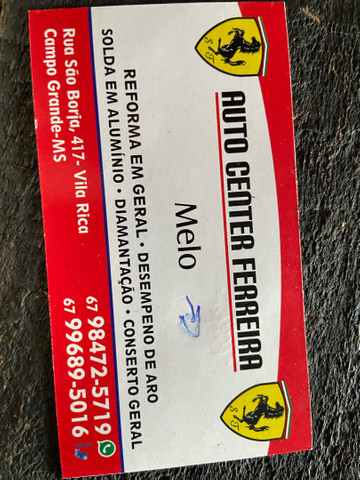 AUTO CENTER FERREIRA
S F
S F
Melo
REFORMA EM GERAL • DESEMPENO DE ARO
SOLDA EM ALUMÍNIO • DIAMANTAÇÃO • CONSERTO GERAL
Rua São Borja, 417- Vila Rica
Campo Grande-MS
67 98472-5719
67 99689-5016